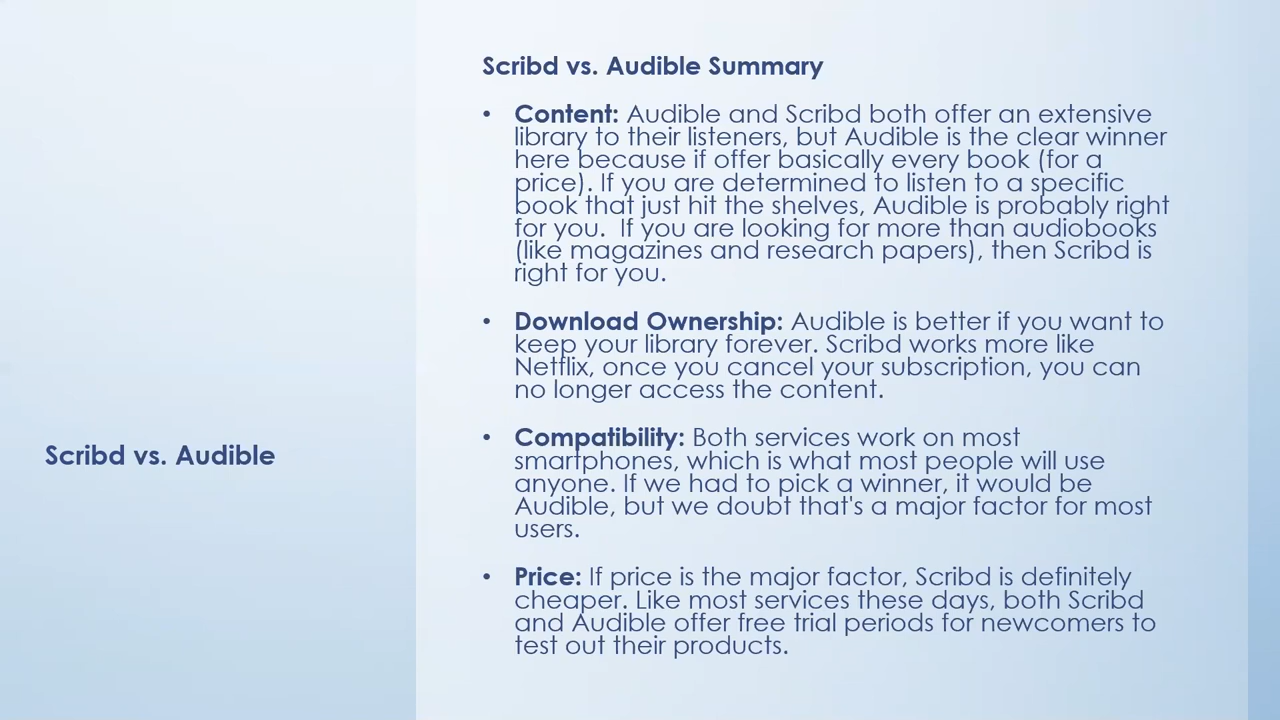 Scribd vs. Audible
Scribd vs. Audible Summary
• Content: Audible and Scribd both offer an extensive
library to their listeners, but Audible is the clear winner
here because if offer basically every book (for a
price). If you are determined to listen to a specific
book that just hit the shelves, Audible is probably right
for you.  If you are looking for more than audiobooks
(like magazines and research papers), then Scribd is
right for you.
• Download Ownership: Audible is better if you want to
keep your library forever. Scribd works more like
Netflix, once you cancel your subscription, you can
no longer access the content.
• Compatibility: Both services work on most
smartphones, which is what most people will use
anyone. If we had to pick a winner, it would be
Audible, but we doubt that's a major factor for most
users.
• Price: If price is the major factor, Scribd is definitely
cheaper. Like most services these days, both Scribd
and Audible offer free trial periods for newcomers to
test out their products.